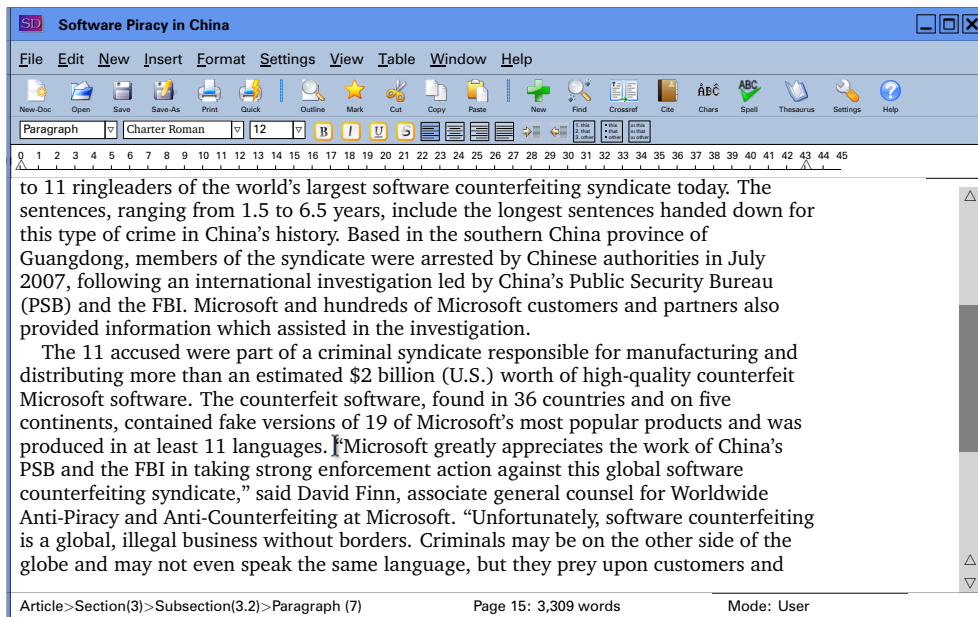 SD Software Piracy in China
File Edit New Insert Format Settings View Table Window Help
ÂBĈ ABC
New-Doc Open Save Save-As Print Quick Outline Mark Cut Copy Paste New Find Crossref Cite Chars Spell Thesaurus Settings Help
Paragraph Charter Roman 12 B I U S 1. this 2. that 3. other • this • that • other
0 1 2 3 4 5 6 7 8 9 10 11 12 13 14 15 16 17 18 19 20 21 22 23 24 25 26 27 28 29 30 31 32 33 34 35 36 37 38 39 40 41 42 43 44 45
to 11 ringleaders of the world’s largest software counterfeiting syndicate today. The
sentences, ranging from 1.5 to 6.5 years, include the longest sentences handed down for
this type of crime in China’s history. Based in the southern China province of
Guangdong, members of the syndicate were arrested by Chinese authorities in July
2007, following an international investigation led by China’s Public Security Bureau
(PSB) and the FBI. Microsoft and hundreds of Microsoft customers and partners also
provided information which assisted in the investigation.
The 11 accused were part of a criminal syndicate responsible for manufacturing and
distributing more than an estimated $2 billion (U.S.) worth of high-quality counterfeit
Microsoft software. The counterfeit software, found in 36 countries and on five
continents, contained fake versions of 19 of Microsoft’s most popular products and was
produced in at least 11 languages. “Microsoft greatly appreciates the work of China’s
PSB and the FBI in taking strong enforcement action against this global software
counterfeiting syndicate,” said David Finn, associate general counsel for Worldwide
Anti-Piracy and Anti-Counterfeiting at Microsoft. “Unfortunately, software counterfeiting
is a global, illegal business without borders. Criminals may be on the other side of the
globe and may not even speak the same language, but they prey upon customers and
Article>Section(3)>Subsection(3.2)>Paragraph (7) Page 15: 3,309 words Mode: User